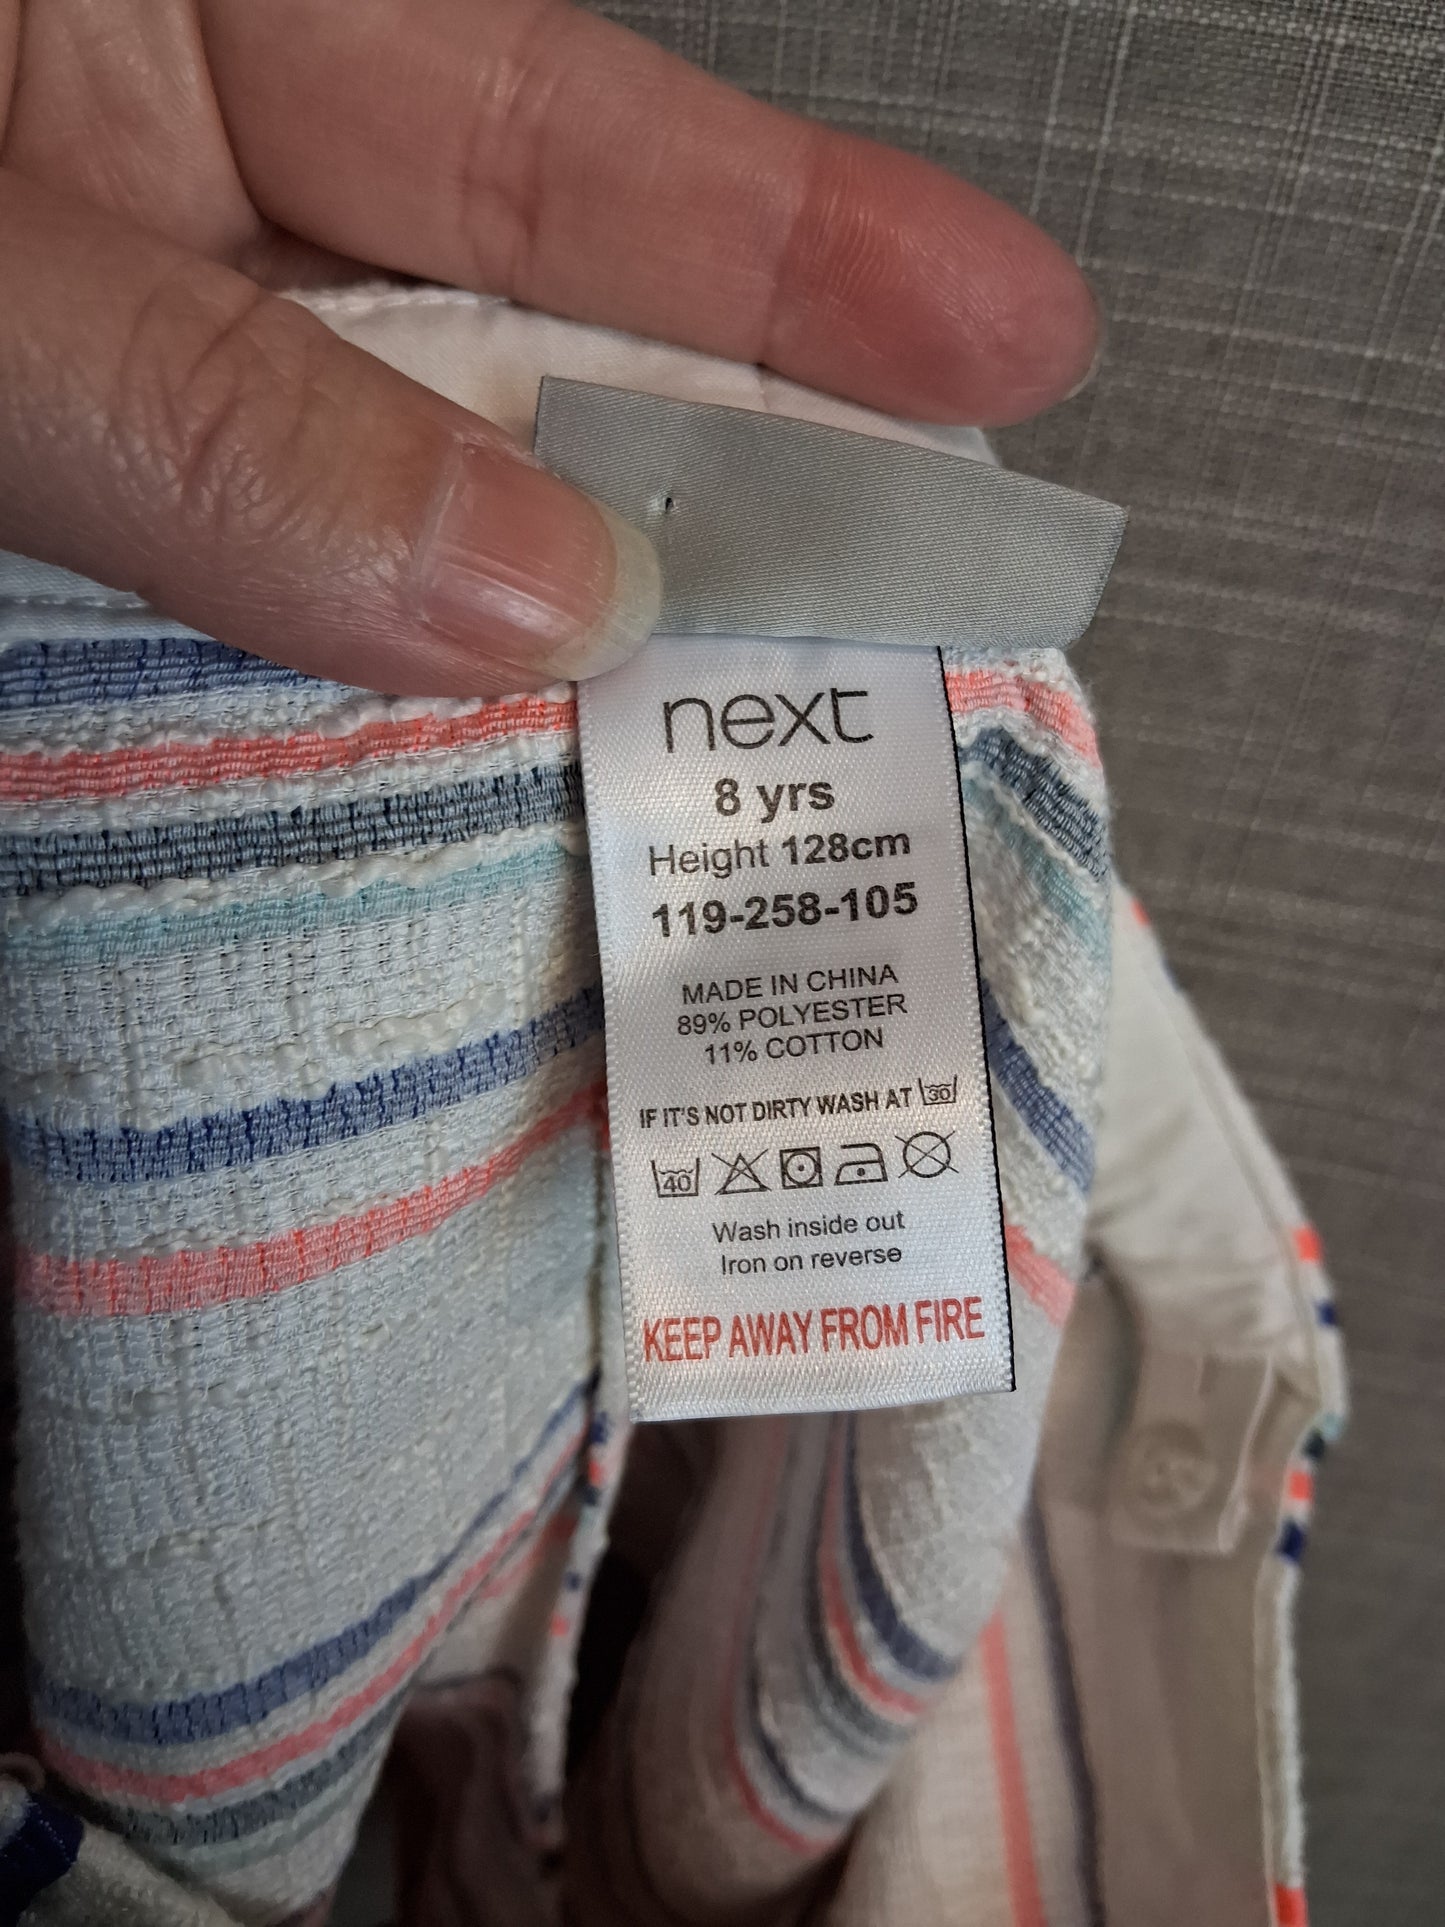 next
8 yrs
Height 128cm
119-258-105
MADE IN CHINA
89% POLYESTER
11% COTTON
IF IT'S NOT DIRTY WASH AT 30
40
Wash inside out
Iron on reverse
KEEP AWAY FROM FIRE